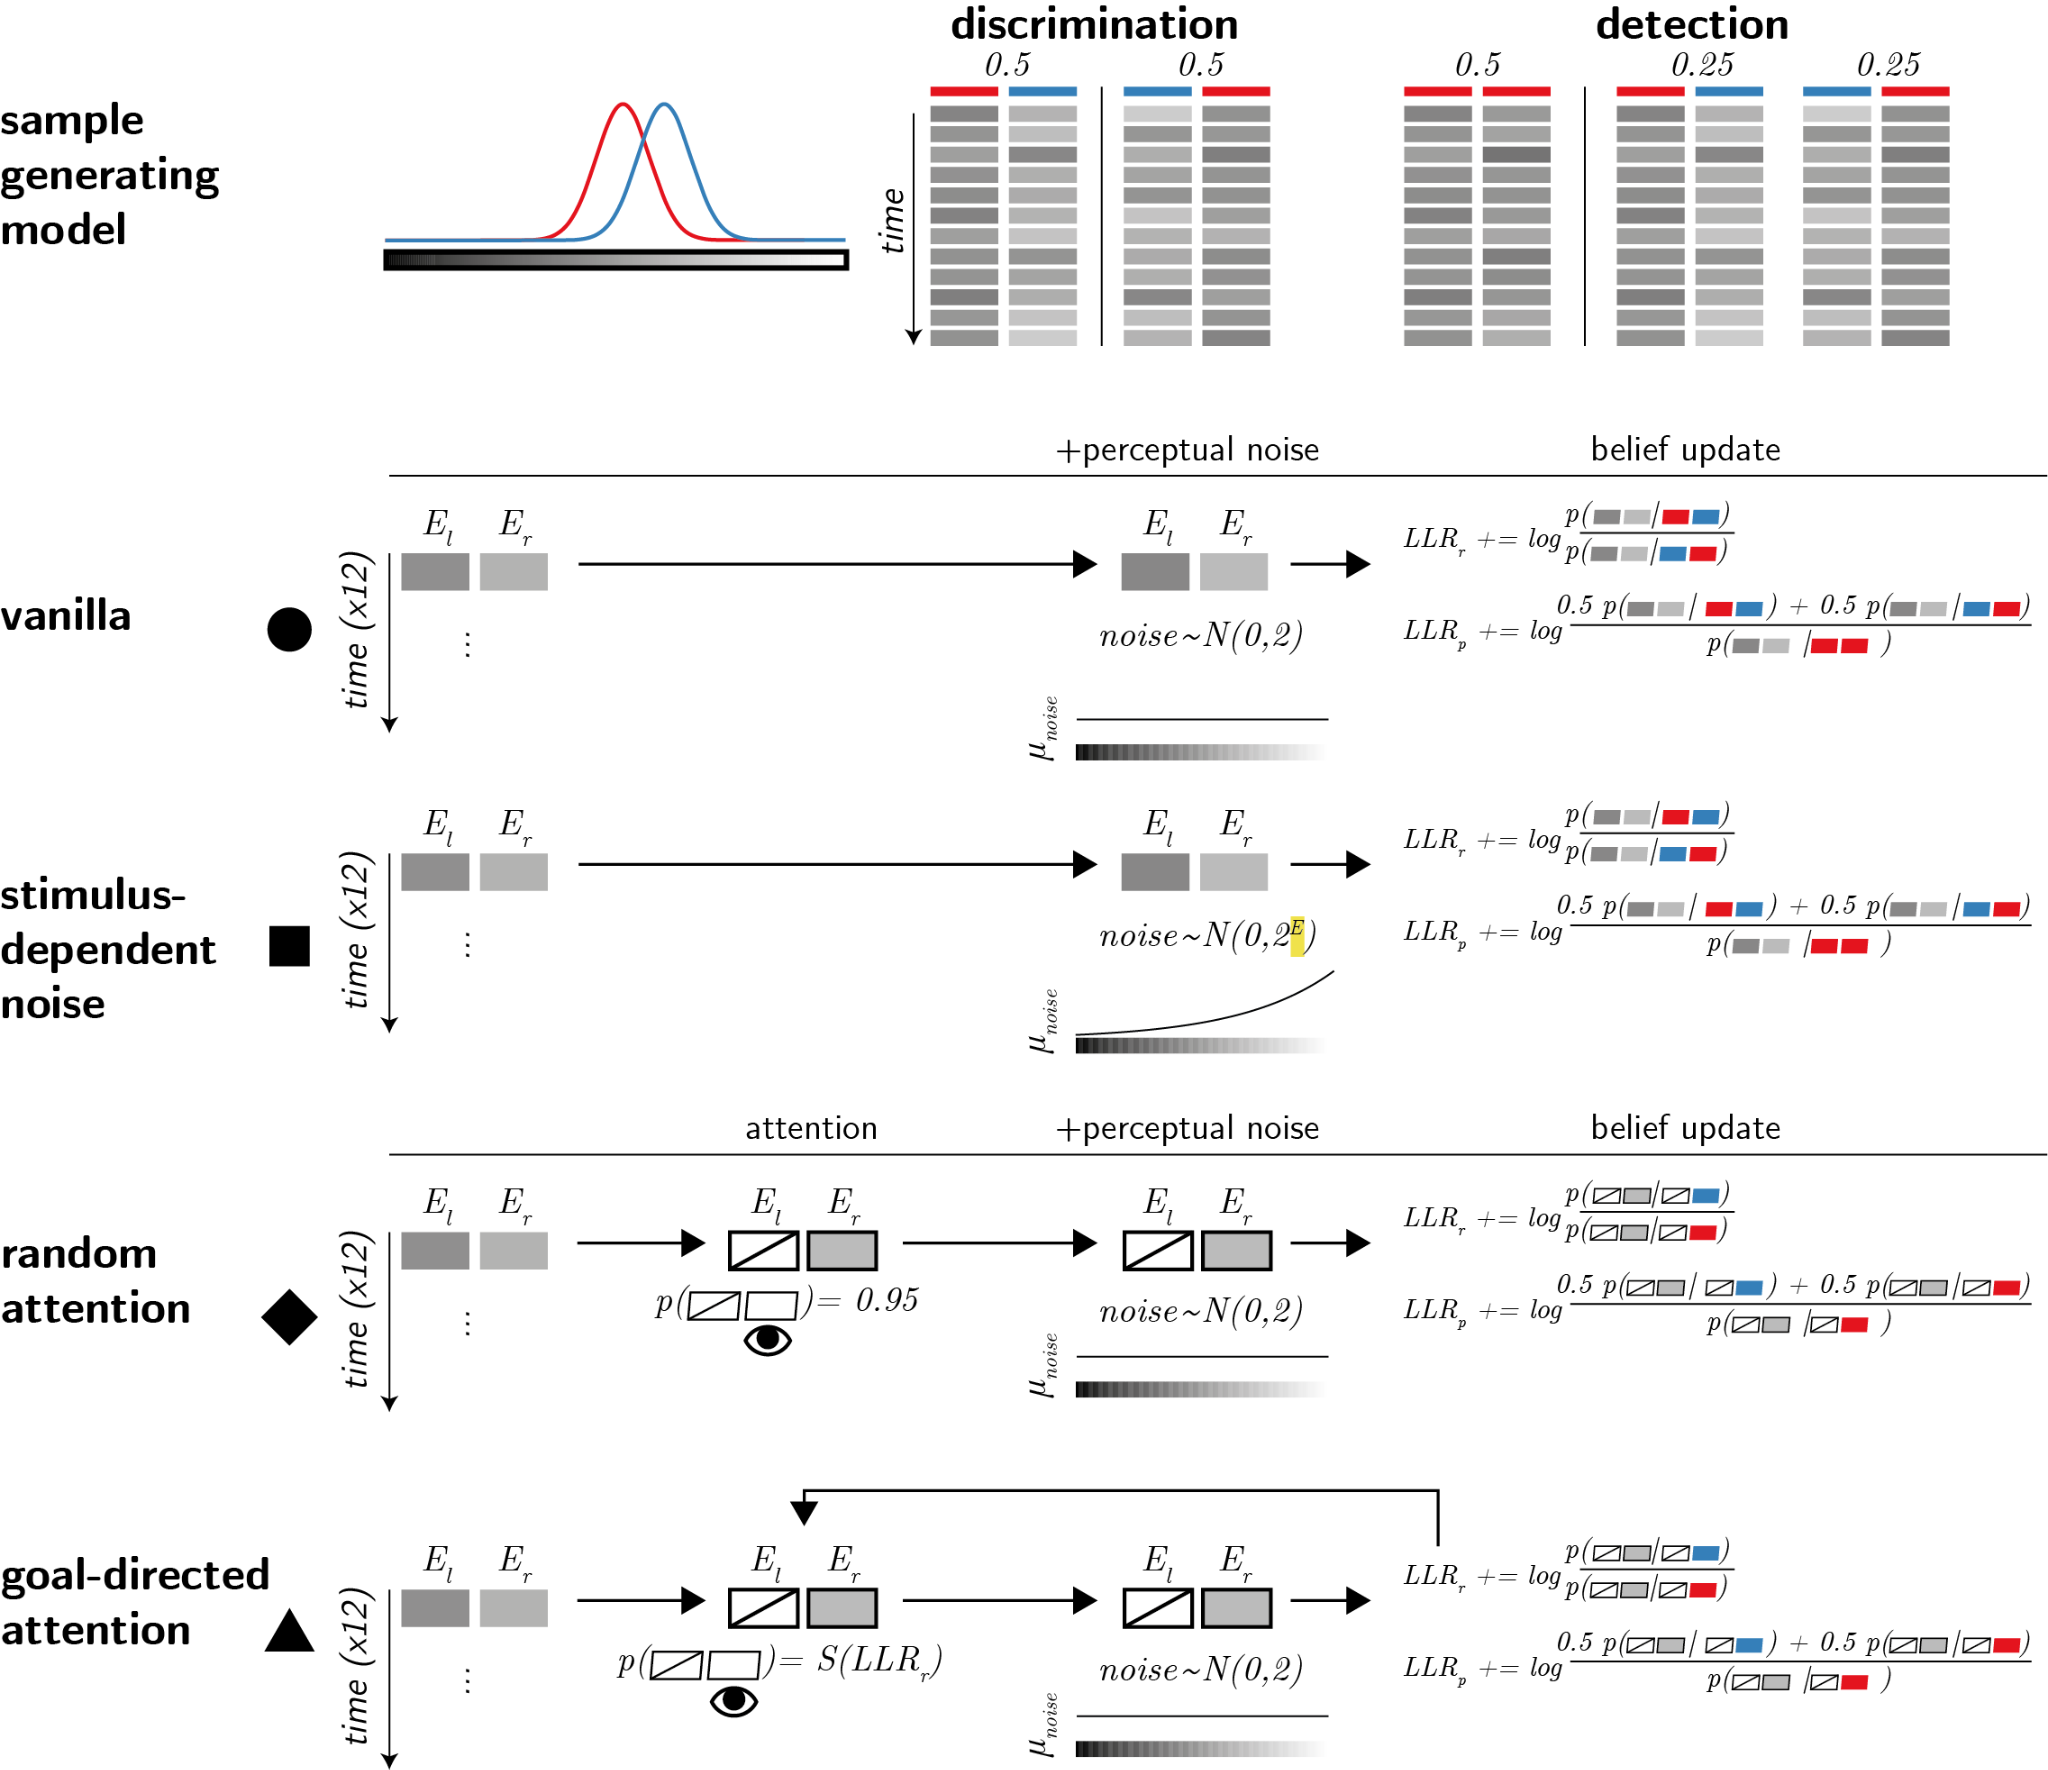 discrimination
detection
0.5
0.5
0.5
0.25
0.25
sample
generating
model
time
+perceptual noise
belief update
vanilla
time (x12)
E_l E_r
⋮
E_l E_r
noise~N(0,2)
μ_noise
LLR_r += log p( | ) / p( | )
LLR_p += log 0.5 p( | ) + 0.5 p( | ) / p( | )
stimulus-
dependent
noise
time (x12)
E_l E_r
⋮
E_l E_r
noise~N(0,2^E)
μ_noise
LLR_r += log p( | ) / p( | )
LLR_p += log 0.5 p( | ) + 0.5 p( | ) / p( | )
attention
+perceptual noise
belief update
random
attention
time (x12)
E_l E_r
⋮
E_l E_r
p( )= 0.95
E_l E_r
noise~N(0,2)
μ_noise
LLR_r += log p( | ) / p( | )
LLR_p += log 0.5 p( | ) + 0.5 p( | ) / p( | )
goal-directed
attention
time (x12)
E_l E_r
⋮
E_l E_r
p( )= S(LLR_r)
E_l E_r
noise~N(0,2)
μ_noise
LLR_r += log p( | ) / p( | )
LLR_p += log 0.5 p( | ) + 0.5 p( | ) / p( | )